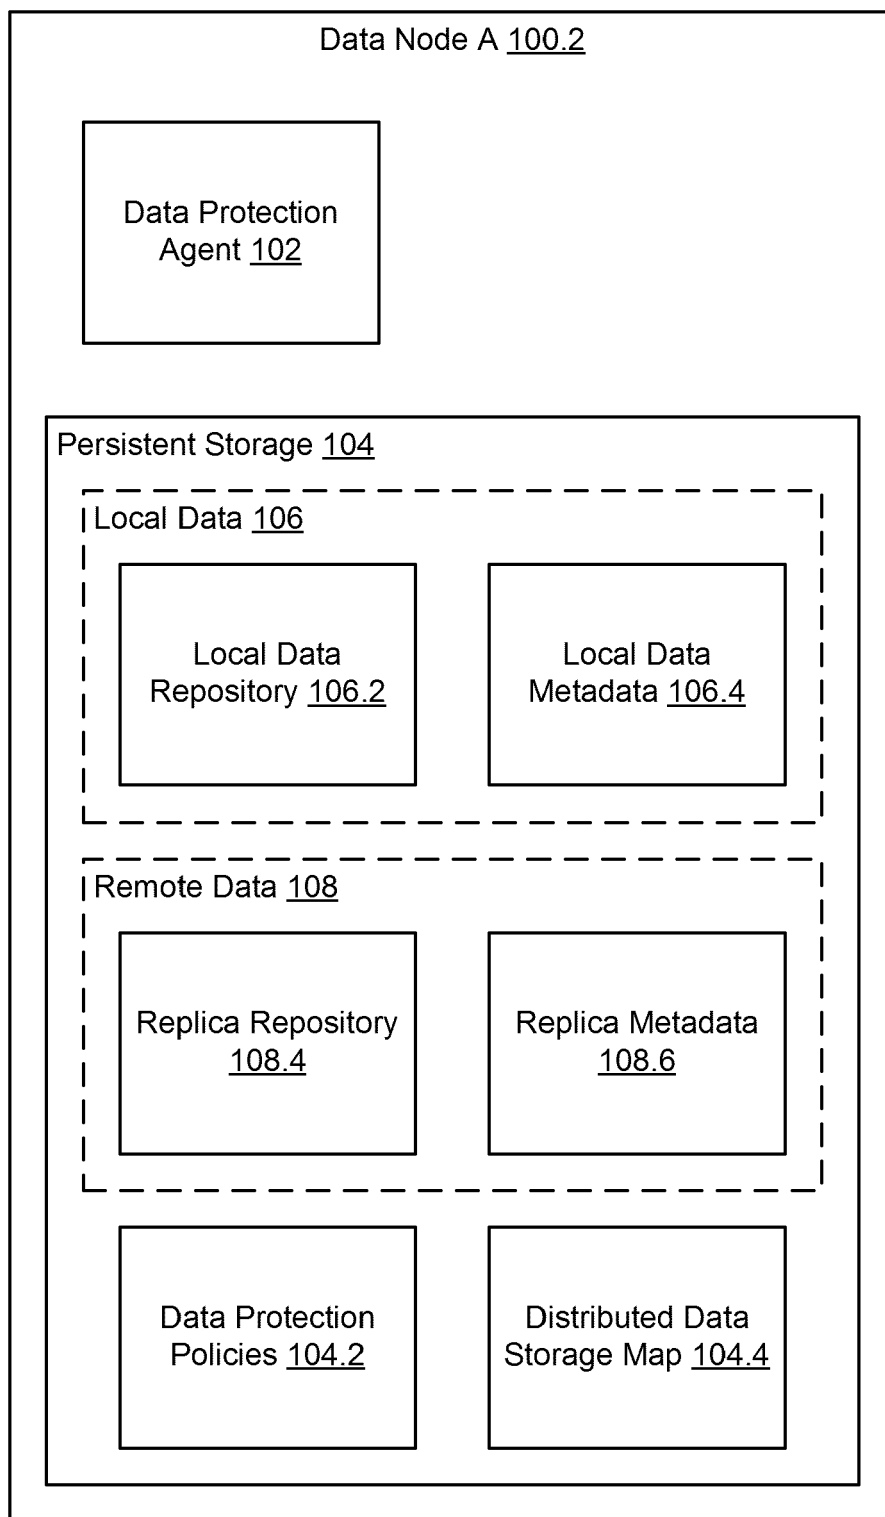 Data Node A 100.2
Data Protection
Agent 102
Persistent Storage 104
Local Data 106
Local Data
Repository 106.2
Local Data
Metadata 106.4
Remote Data 108
Replica Repository
108.4
Replica Metadata
108.6
Data Protection
Policies 104.2
Distributed Data
Storage Map 104.4